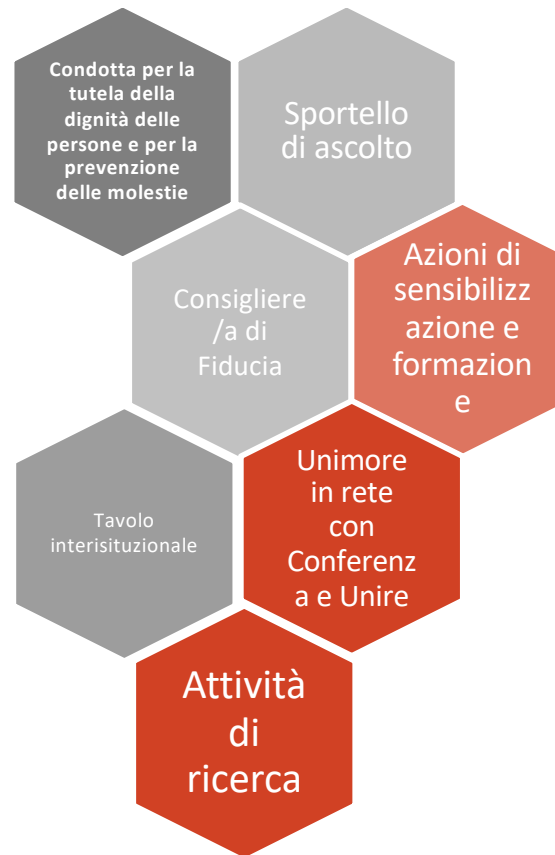 Condotta per la
tutela della
dignità delle
persone e per la
prevenzione
delle molestie
Sportello
di ascolto
Consigliere
/a di
Fiducia
Azioni di
sensibilizz
azione e
formazion
e
Tavolo
interisituzionale
Unimore
in rete
con
Conferenz
a e Unire
Attività
di
ricerca